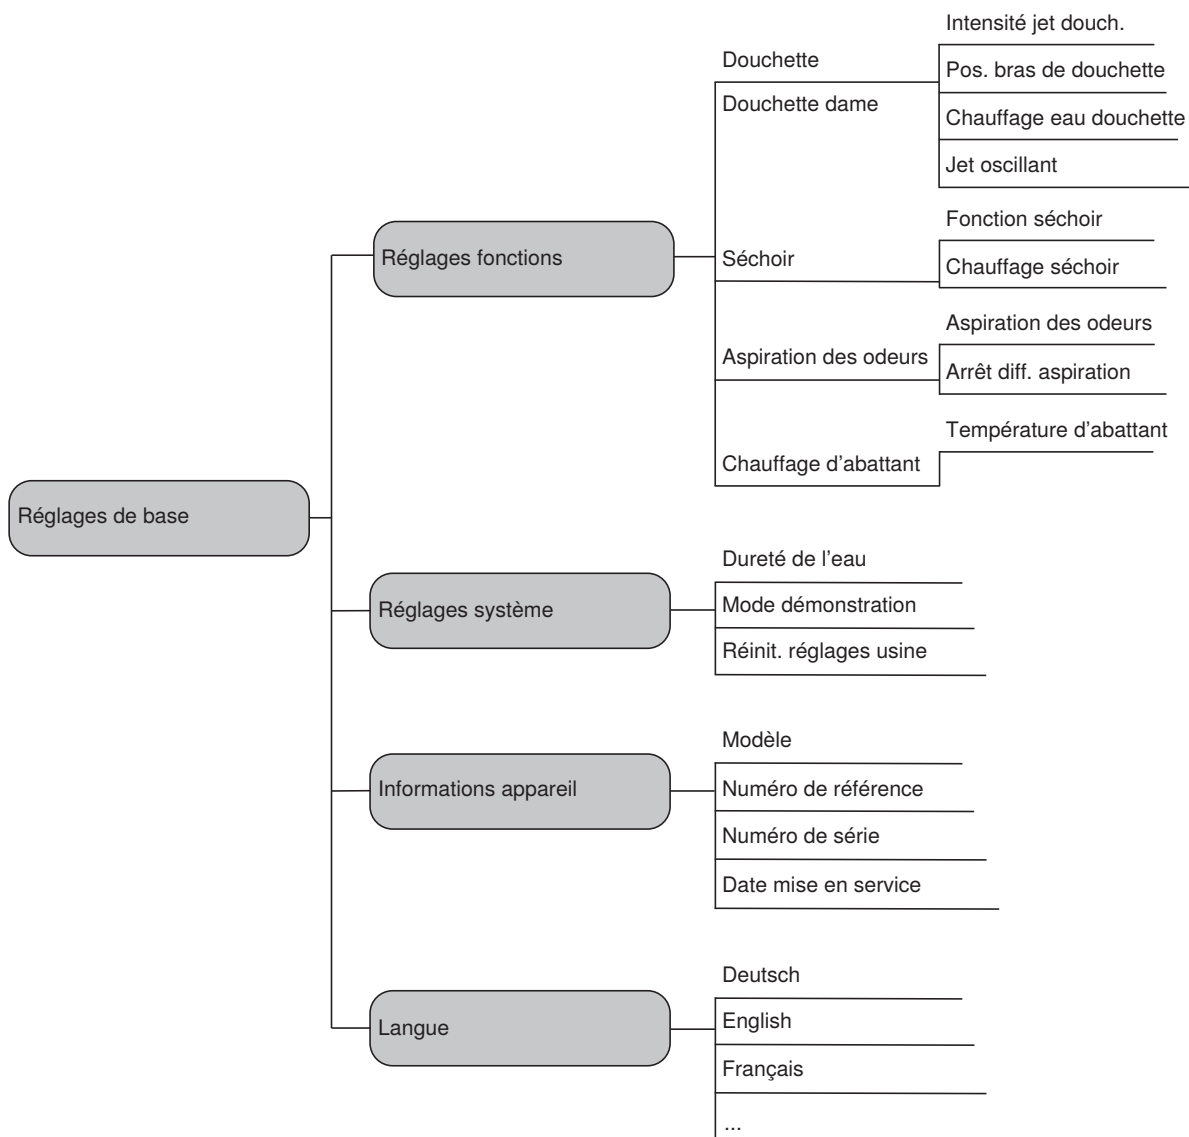 Réglages de base
Réglages fonctions
Douchette
Douchette dame
Intensité jet douch.
Pos. bras de douchette
Chauffage eau douchette
Jet oscillant
Séchoir
Fonction séchoir
Chauffage séchoir
Aspiration des odeurs
Aspiration des odeurs
Arrêt diff. aspiration
Chauffage d'abattant
Température d'abattant
Réglages système
Dureté de l'eau
Mode démonstration
Réinit. réglages usine
Informations appareil
Modèle
Numéro de référence
Numéro de série
Date mise en service
Langue
Deutsch
English
Français
...